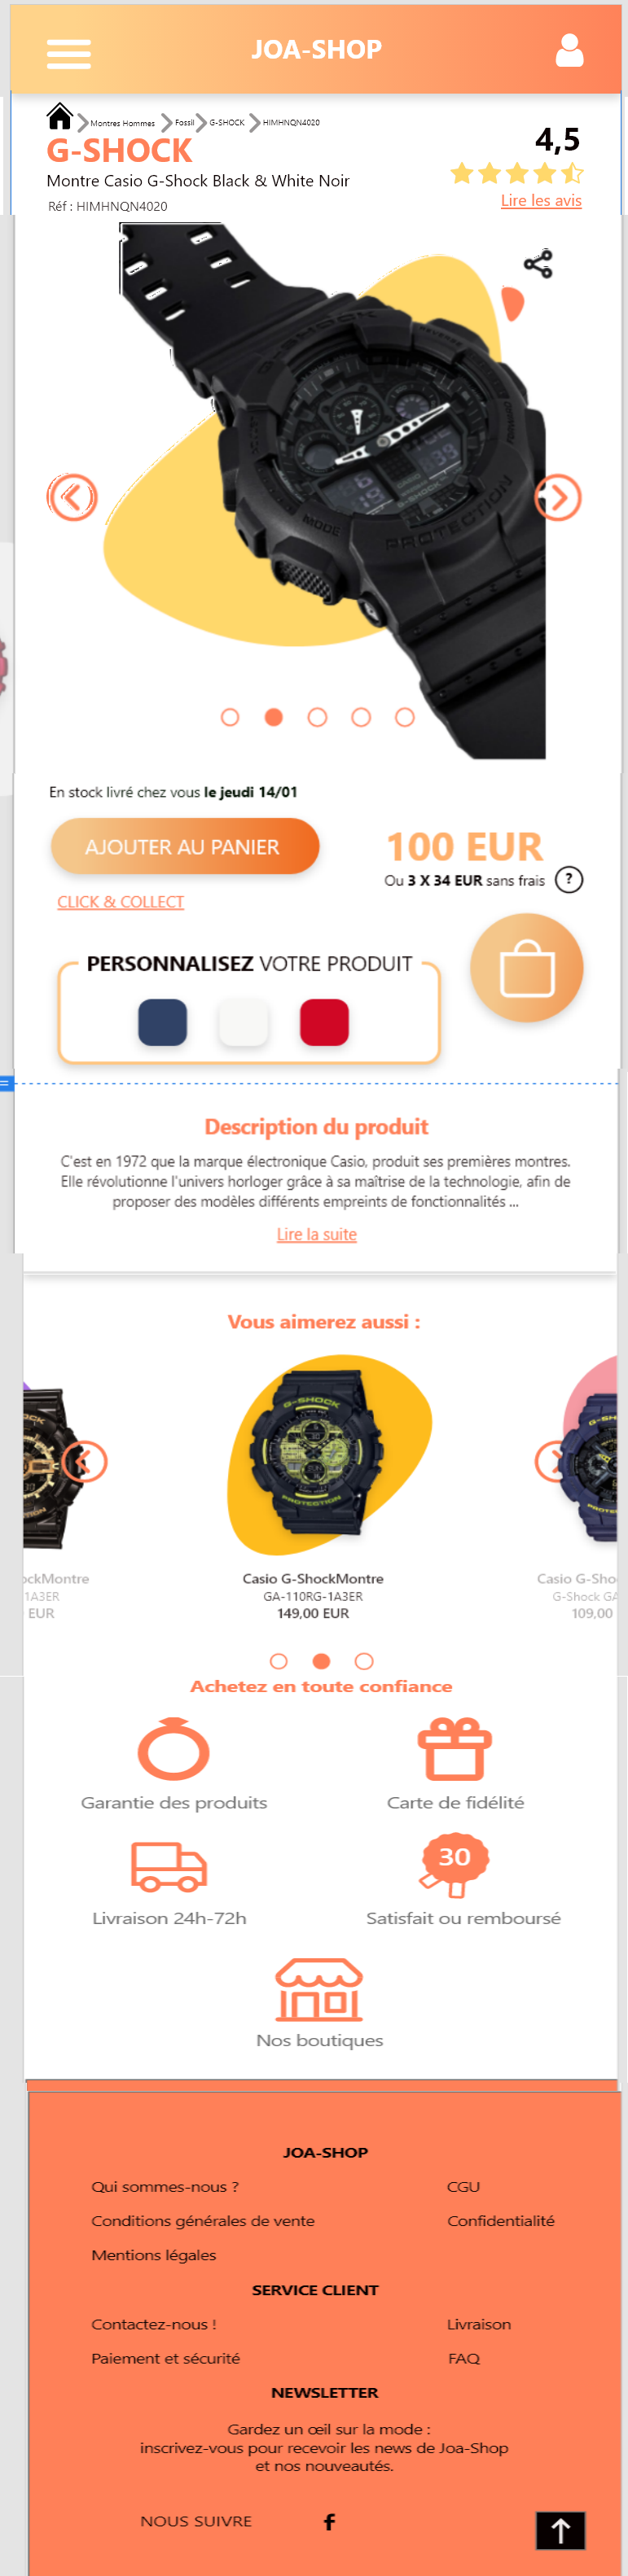 JOA-SHOP
Montres Hommes
Fossil
G-SHOCK
HIMHNQN4020
G-SHOCK
4,5
Montre Casio G-Shock Black & White Noir
Lire les avis
Réf : HIMHNQN4020
G-SHOCK
MODE
PROTECTION
En stock livré chez vous le jeudi 14/01
AJOUTER AU PANIER
100 EUR
Ou 3 X 34 EUR sans frais
?
CLICK & COLLECT
PERSONNALISEZ VOTRE PRODUIT
Description du produit
C'est en 1972 que la marque électronique Casio, produit ses premières montres.
Elle révolutionne l'univers horloger grâce à sa maîtrise de la technologie, afin de
proposer des modèles différents empreints de fonctionnalités ...
Lire la suite
Vous aimerez aussi :
G-SHOCK
PROTECTION
ockMontre
1A3ER
EUR
Casio G-ShockMontre
GA-110RG-1A3ER
149,00 EUR
Casio G-Sho
G-Shock GA
109,00
Achetez en toute confiance
Garantie des produits
Carte de fidélité
30
Livraison 24h-72h
Satisfait ou remboursé
Nos boutiques
JOA-SHOP
Qui sommes-nous ?
CGU
Conditions générales de vente
Confidentialité
Mentions légales
SERVICE CLIENT
Contactez-nous !
Livraison
Paiement et sécurité
FAQ
NEWSLETTER
Gardez un œil sur la mode :
inscrivez-vous pour recevoir les news de Joa-Shop
et nos nouveautés.
NOUS SUIVRE
f